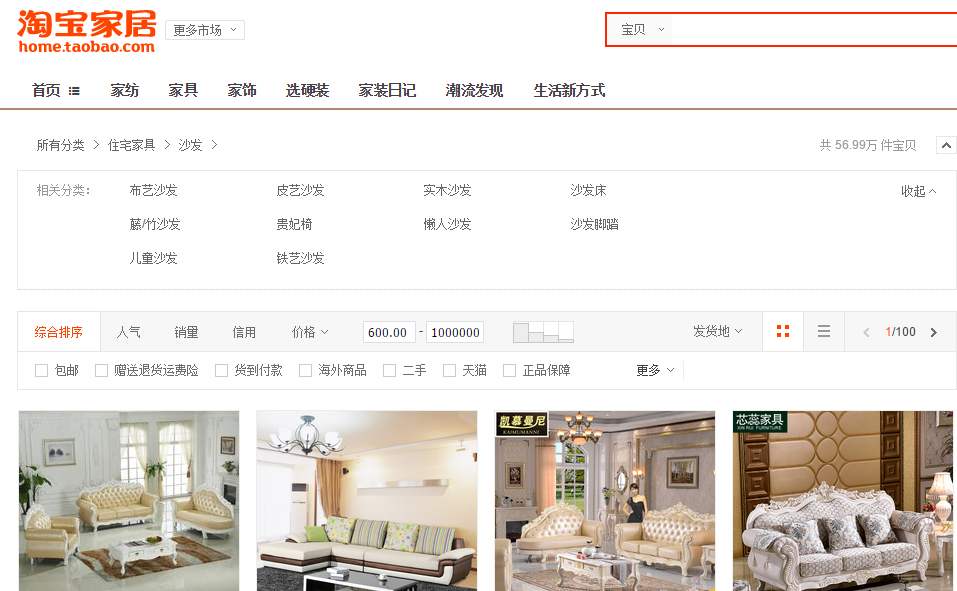 淘宝家居 更多市场 宝贝
home.taobao.com
首页 家纺 家具 家饰 选硬装 家装日记 潮流发现 生活新方式
所有分类 > 住宅家具 > 沙发 > 共 56.99万 件宝贝
相关分类: 布艺沙发 皮艺沙发 实木沙发 沙发床 收起
藤/竹沙发 贵妃椅 懒人沙发 沙发脚踏
儿童沙发 铁艺沙发
综合排序 人气 销量 信用 价格 600.00 - 1000000 发货地 1/100
包邮 赠送退货运费险 货到付款 海外商品 二手 天猫 正品保障 更多
凯慕曼尼
KAIMUMANNI
芯蕊家具
XIN RUI FURNITURE